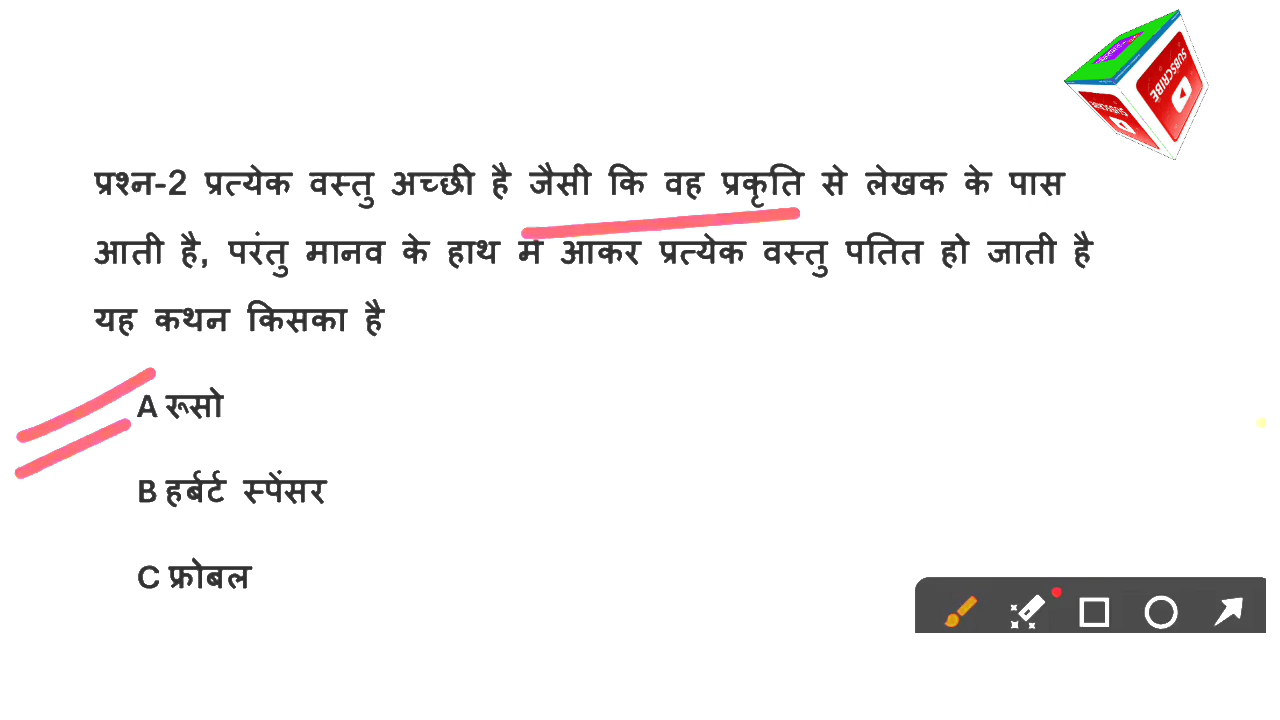 प्रश्न-2 प्रत्येक वस्तु अच्छी है जैसी कि वह प्रकृति से लेखक के पास
आती है, परंतु मानव के हाथ में आकर प्रत्येक वस्तु पतित हो जाती है
यह कथन किसका है
A रूसो
B हर्बर्ट स्पेंसर
C फ्रोबल
SUBSCRIBE
SUBSCRIBE